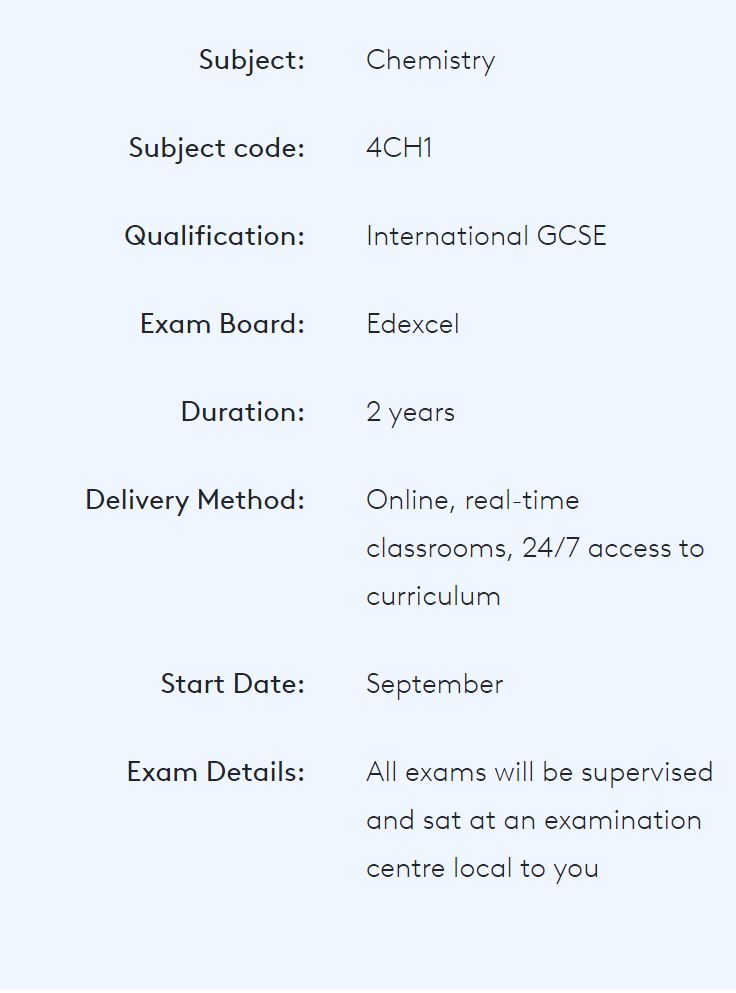 Subject: Chemistry
Subject code: 4CH1
Qualification: International GCSE
Exam Board: Edexcel
Duration: 2 years
Delivery Method: Online, real-time
classrooms, 24/7 access to
curriculum
Start Date: September
Exam Details: All exams will be supervised
and sat at an examination
centre local to you